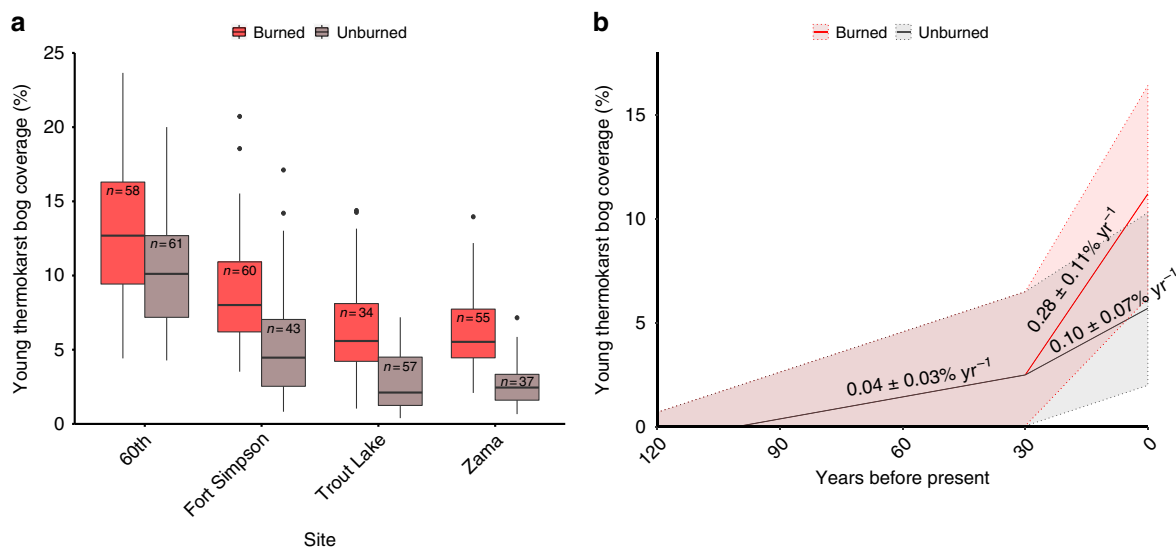 a
Burned Unburned
Young thermokarst bog coverage (%)
25
20
15
10
5
0
n=58
n=61
n=60
n=43
n=34
n=57
n=55
n=37
60th
Fort Simpson
Trout Lake
Zama
Site
b
Burned Unburned
Young thermokarst bog coverage (%)
15
10
5
0
0.04 ± 0.03% yr⁻¹
0.28 ± 0.11% yr⁻¹
0.10 ± 0.07% yr⁻¹
120
90
60
30
0
Years before present